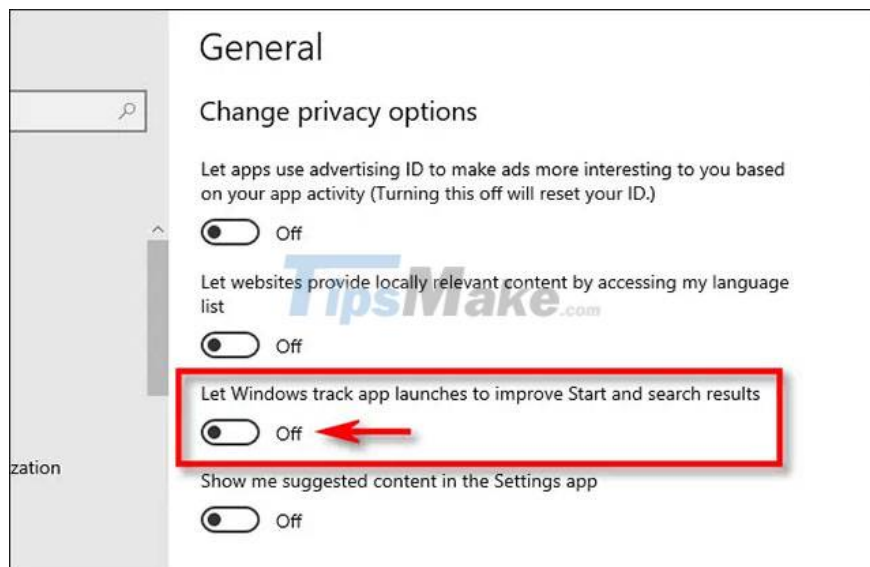 General
Change privacy options
Let apps use advertising ID to make ads more interesting to you based
on your app activity (Turning this off will reset your ID.)
Off
Let websites provide locally relevant content by accessing my language
list
TipsMake.com
Off
Let Windows track app launches to improve Start and search results
Off
zation
Show me suggested content in the Settings app
Off